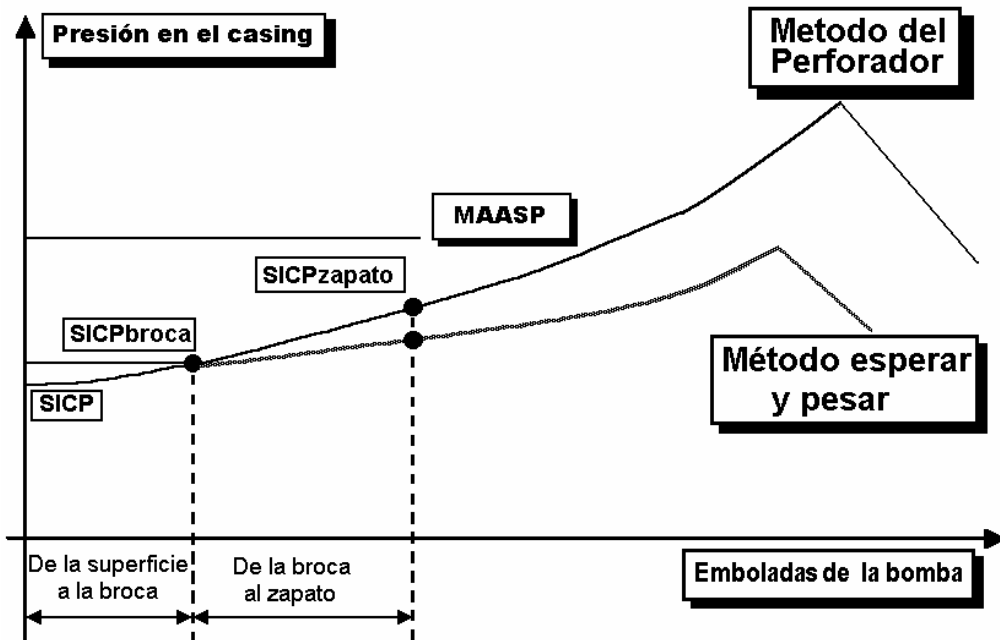 Presión en el casing
Metodo del
Perforador
MAASP
SICPzapato
SICPbroca
SICP
Método esperar
y pesar
De la superficie
a la broca
De la broca
al zapato
Emboladas de la bomba